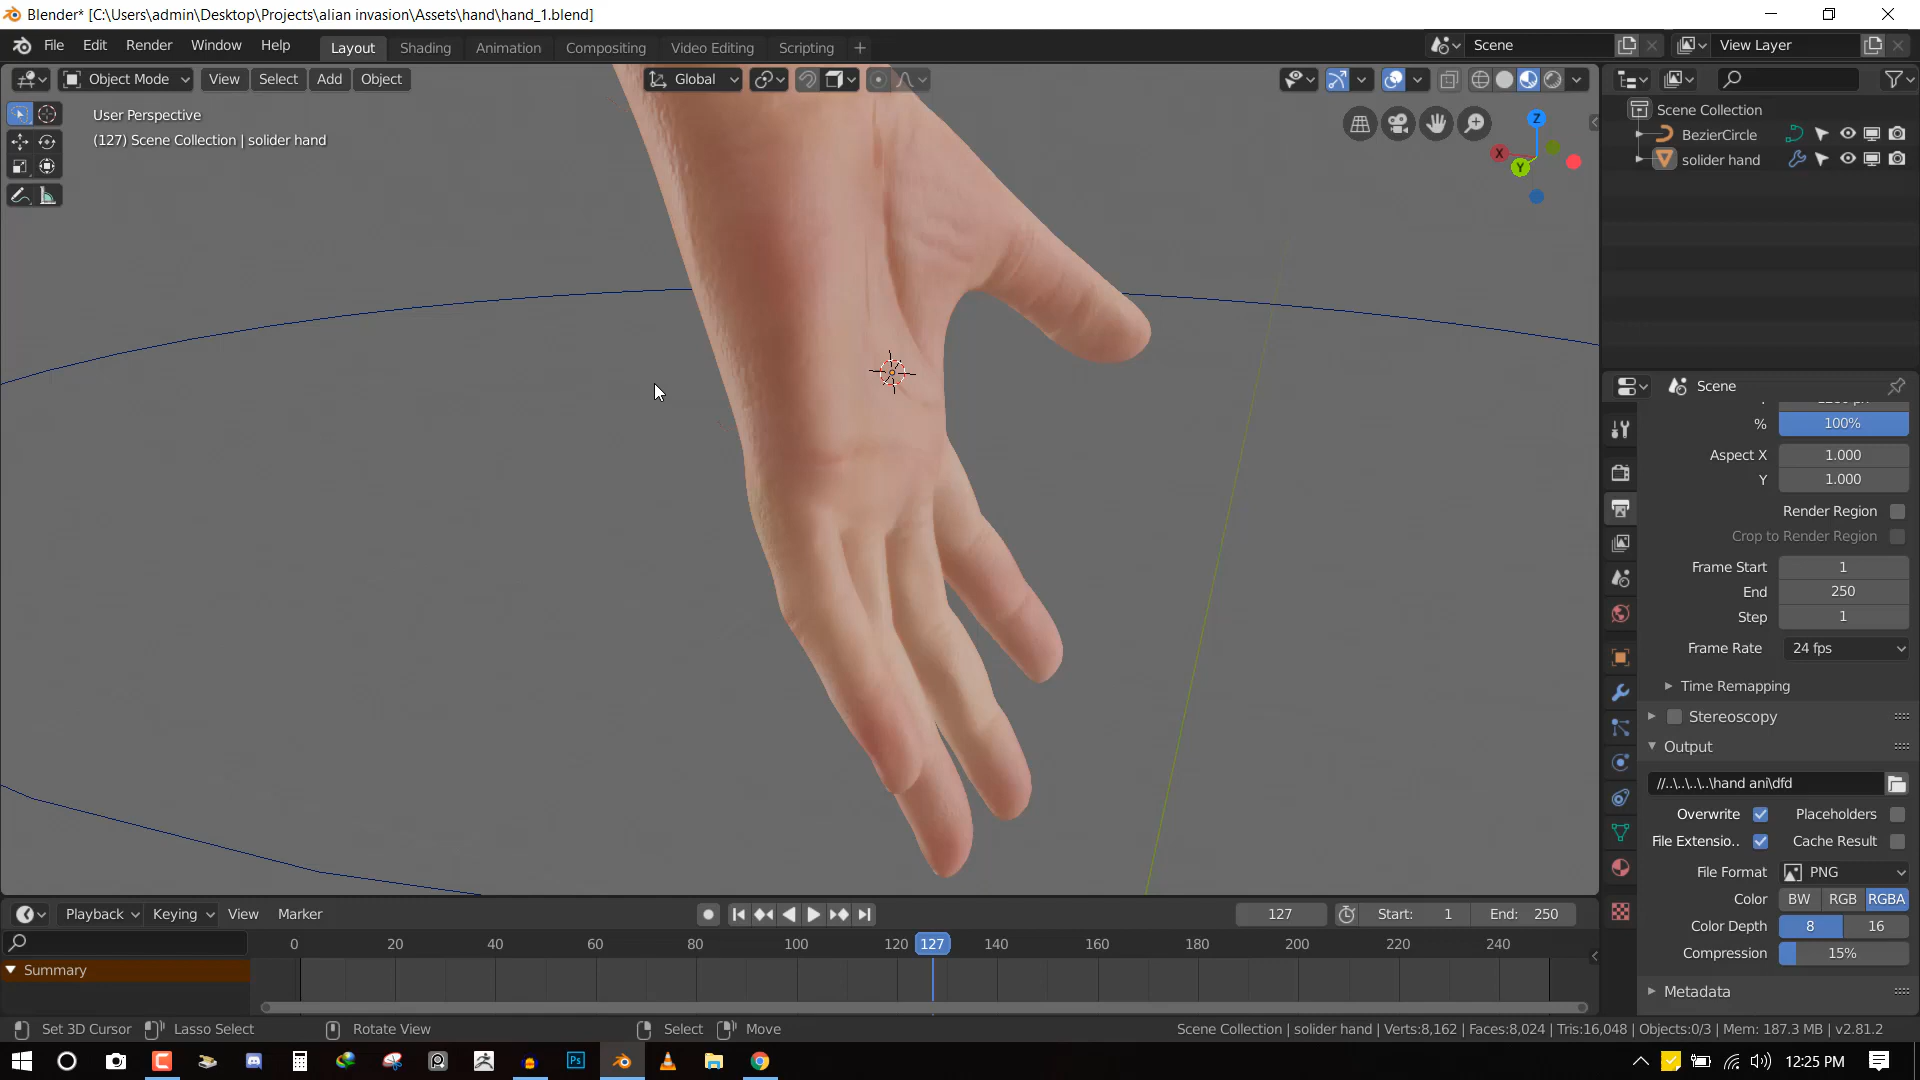 Blender* [C:\Users\admin\Desktop\Projects\alian invasion\Assets\hand\hand_1.blend]
File Edit Render Window Help
Layout Shading Animation Compositing Video Editing Scripting +
Scene
View Layer
Object Mode View Select Add Object
Global
User Perspective
(127) Scene Collection | solider hand
Z
X
Y
Scene Collection
BezierCircle
solider hand
Scene
% 100%
Aspect X 1.000
Y 1.000
Render Region
Crop to Render Region
Frame Start 1
End 250
Step 1
Frame Rate 24 fps
Time Remapping
Stereoscopy
Output
//..\..\..\..\hand ani\dfd
Overwrite Placeholders
File Extensio.. Cache Result
File Format PNG
Color BW RGB RGBA
Color Depth 8 16
Compression 15%
Metadata
Playback Keying View Marker
127 Start: 1 End: 250
0 20 40 60 80 100 120 127 140 160 180 200 220 240
Summary
Set 3D Cursor Lasso Select Rotate View Select Move
Scene Collection | solider hand | Verts:8,162 | Faces:8,024 | Tris:16,048 | Objects:0/3 | Mem: 187.3 MB | v2.81.2
Ps
12:25 PM